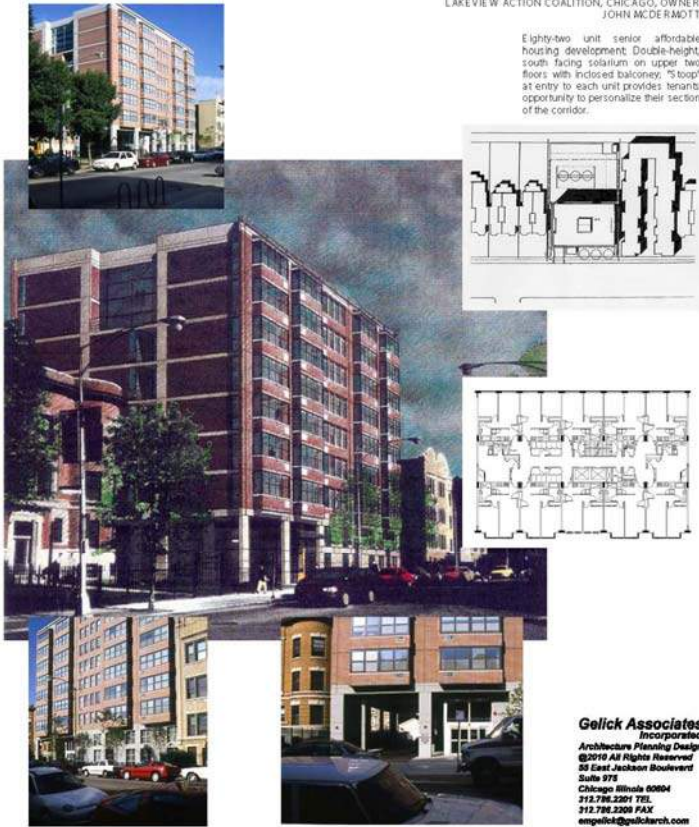 LAKEVIEW ACTION COALITION, CHICAGO, OWNER
JOHN MCDERMOTT
Eighty-two unit senior affordable
housing development; Double-height,
south facing solarium on upper two
floors with inclosed balconey; "Stoop"
at entry to each unit provides tenants
opportunity to personalize their section
of the corridor.
Gelick Associates
Incorporated
Architecture Planning Design
@2010 All Rights Reserved
55 East Jackson Boulevard
Suite 975
Chicago Illinois 60604
312.786.2201 TEL
312.786.2209 FAX
emgelick@gelickarch.com